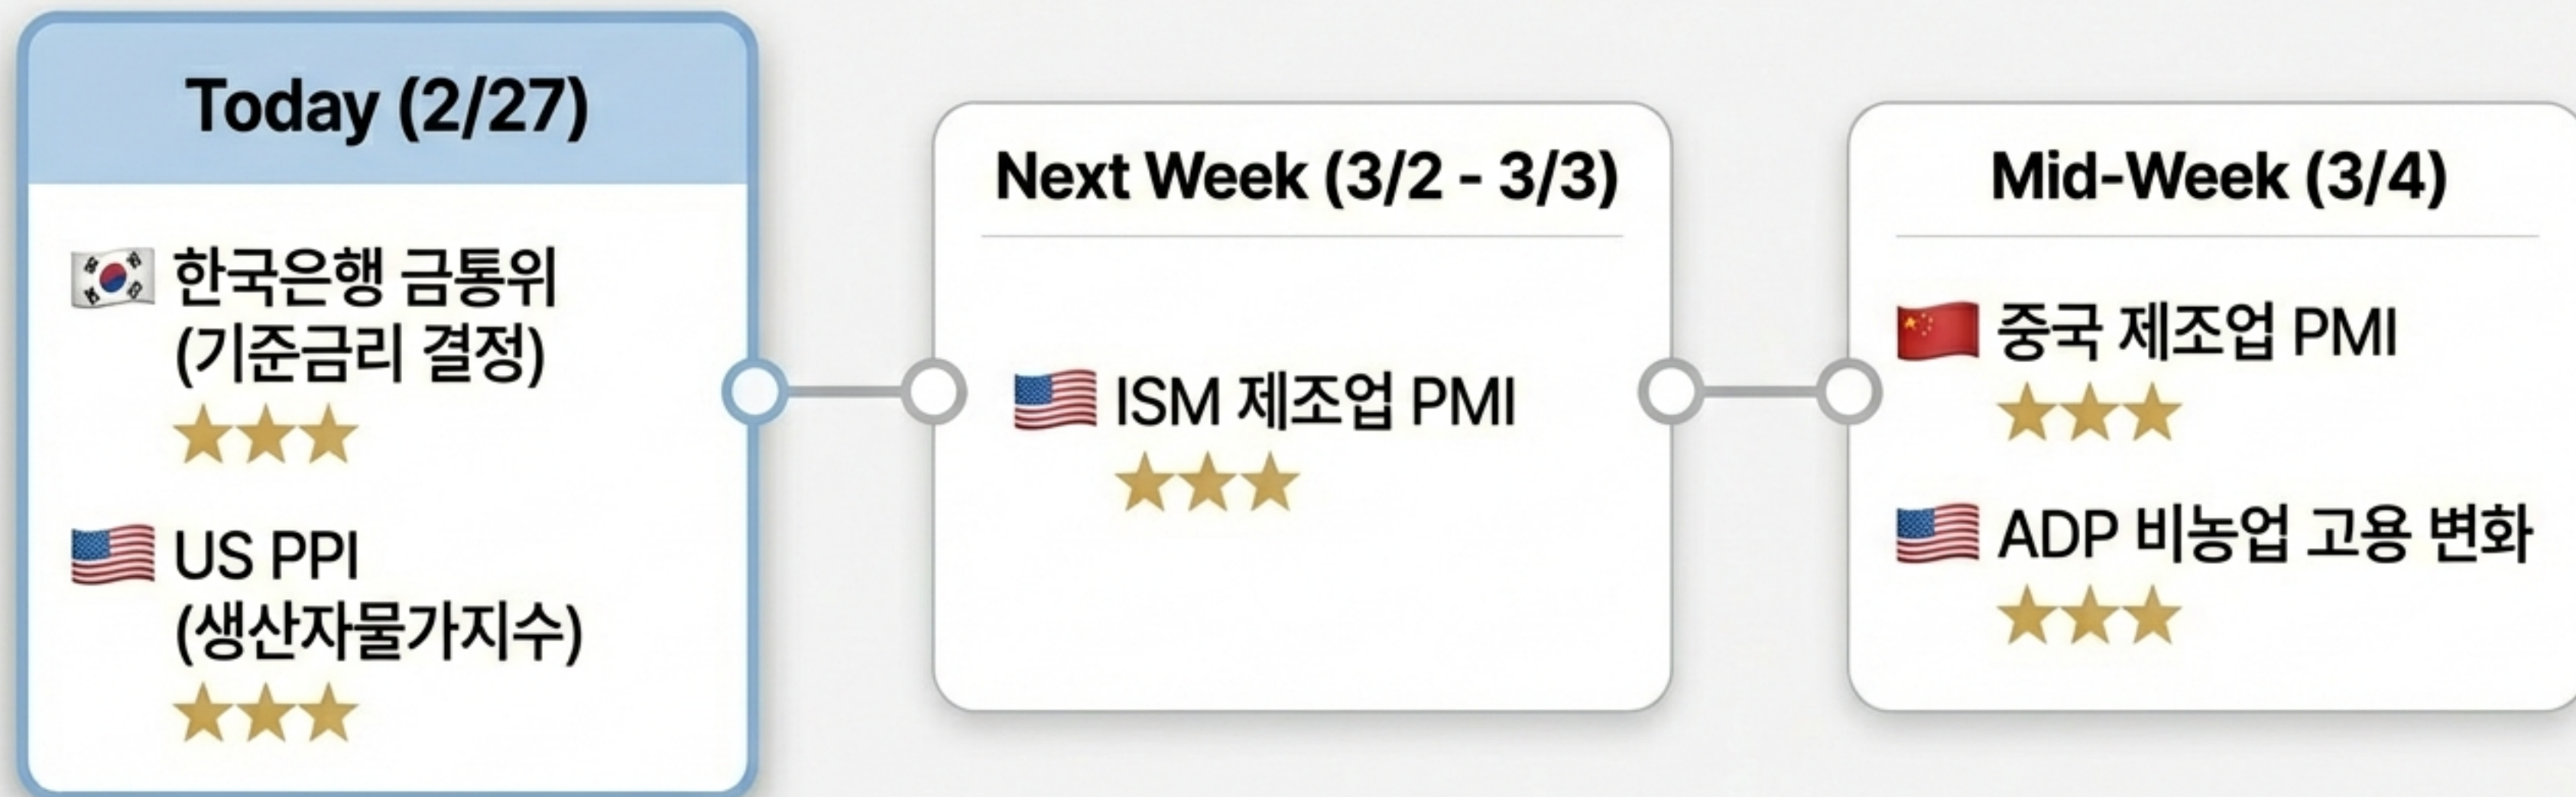 Today (2/27)
한국은행 금통위
(기준금리 결정)
★★★
US PPI
(생산자물가지수)
★★★
Next Week (3/2 - 3/3)
ISM 제조업 PMI
★★★
Mid-Week (3/4)
중국 제조업 PMI
★★★
ADP 비농업 고용 변화
★★★